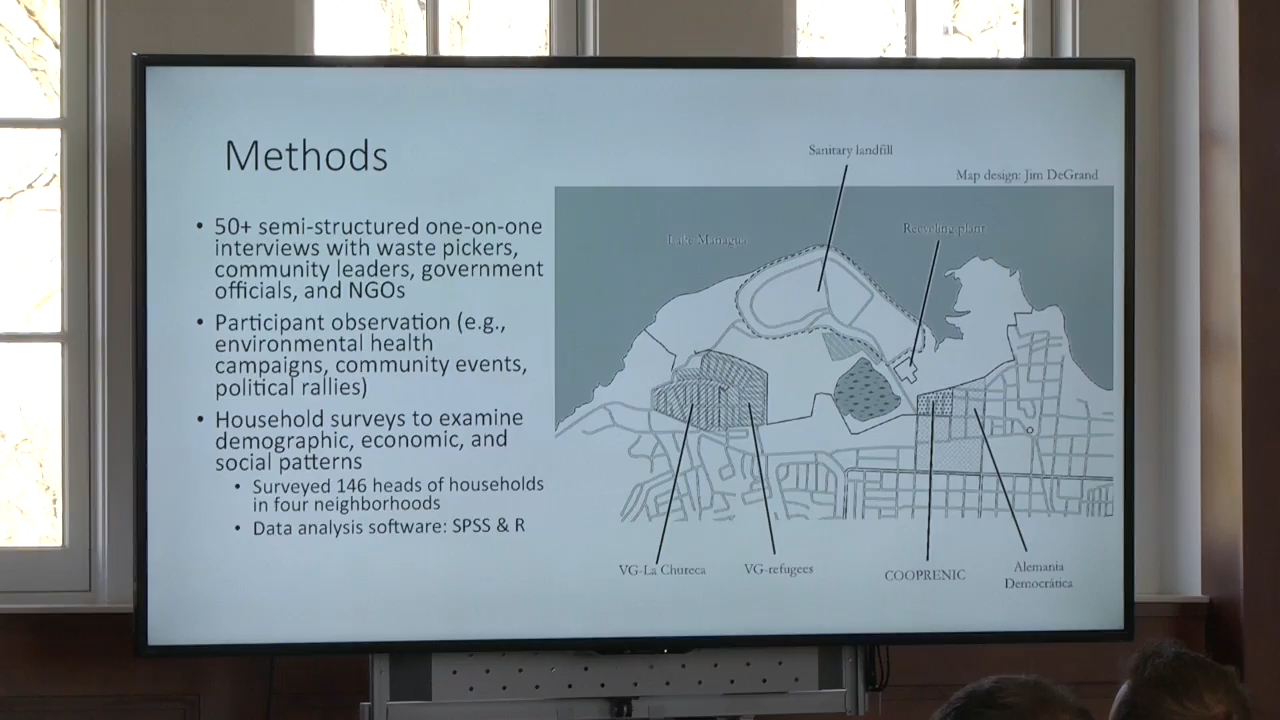 Methods
• 50+ semi-structured one-on-one
interviews with waste pickers,
community leaders, government
officials, and NGOs
• Participant observation (e.g.,
environmental health
campaigns, community events,
political rallies)
• Household surveys to examine
demographic, economic, and
social patterns
• Surveyed 146 heads of households
in four neighborhoods
• Data analysis software: SPSS & R
Sanitary landfill
Map design: Jim DeGrand
Recycling plant
Lake Managua
VG-La Chureca
VG-refugees
COOPRENIC
Alemania
Democrática